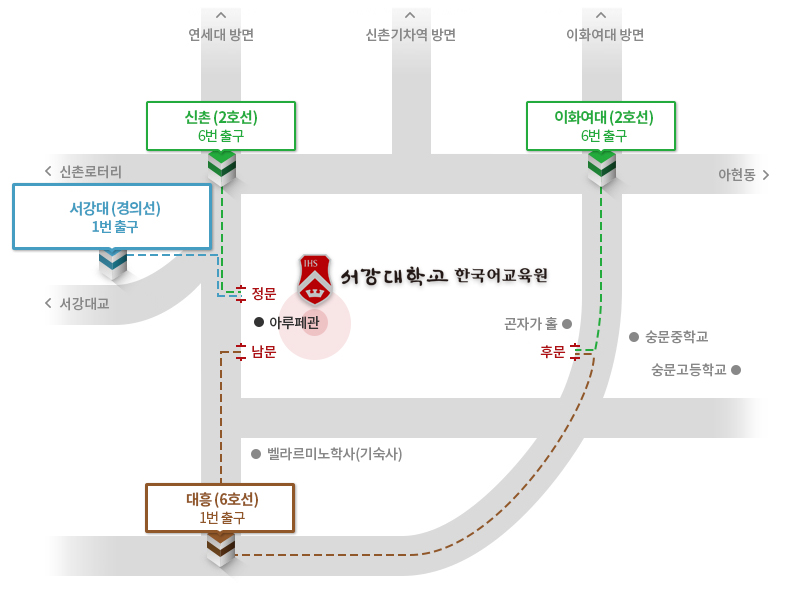 연세대 방면
신촌기차역 방면
이화여대 방면
신촌 (2호선)
6번 출구
이화여대 (2호선)
6번 출구
신촌로터리
아현동
서강대 (경의선)
1번 출구
IHS
서강대학교 한국어교육원
정문
서강대교
아루페관
곤자가 홀
숭문중학교
남문
후문
숭문고등학교
벨라르미노학사(기숙사)
대흥 (6호선)
1번 출구